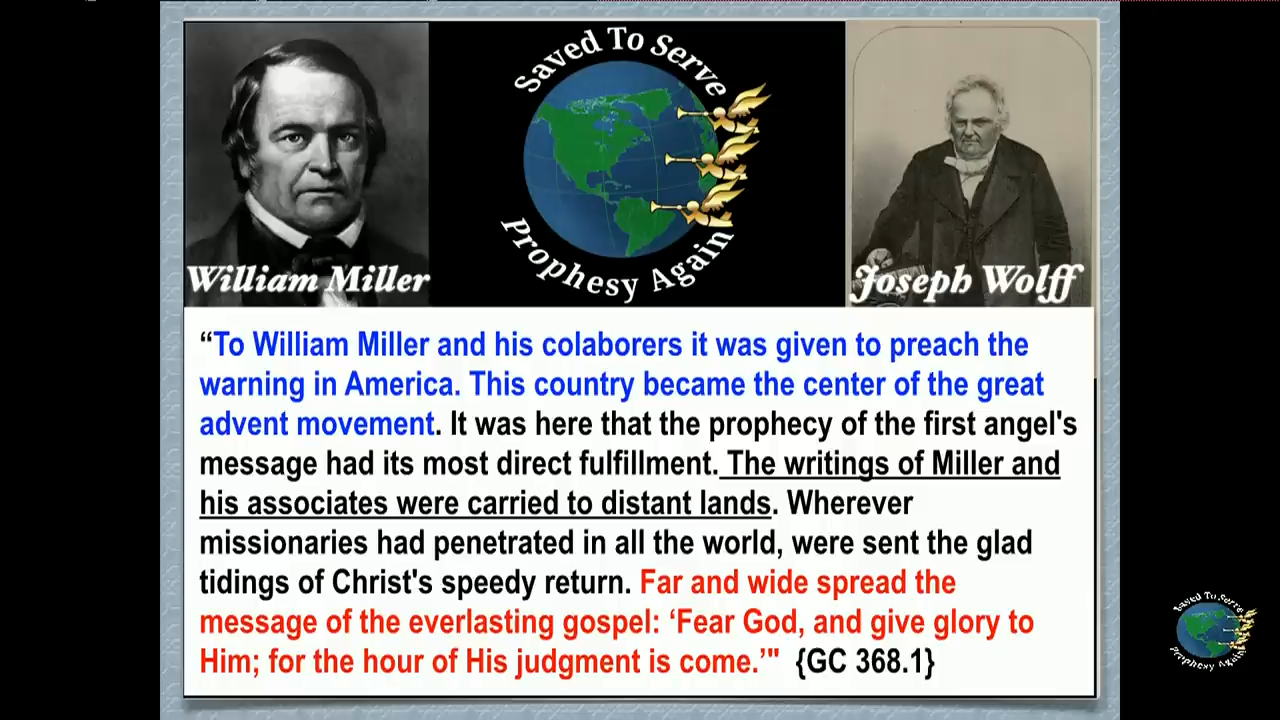 Saved To Serve
Prophesy Again
William Miller
Joseph Wolff
“To William Miller and his colaborers it was given to preach the
warning in America. This country became the center of the great
advent movement. It was here that the prophecy of the first angel's
message had its most direct fulfillment. The writings of Miller and
his associates were carried to distant lands. Wherever
missionaries had penetrated in all the world, were sent the glad
tidings of Christ's speedy return. Far and wide spread the
message of the everlasting gospel: ‘Fear God, and give glory to
Him; for the hour of His judgment is come.’" {GC 368.1}
Saved To Serve
Prophesy Again